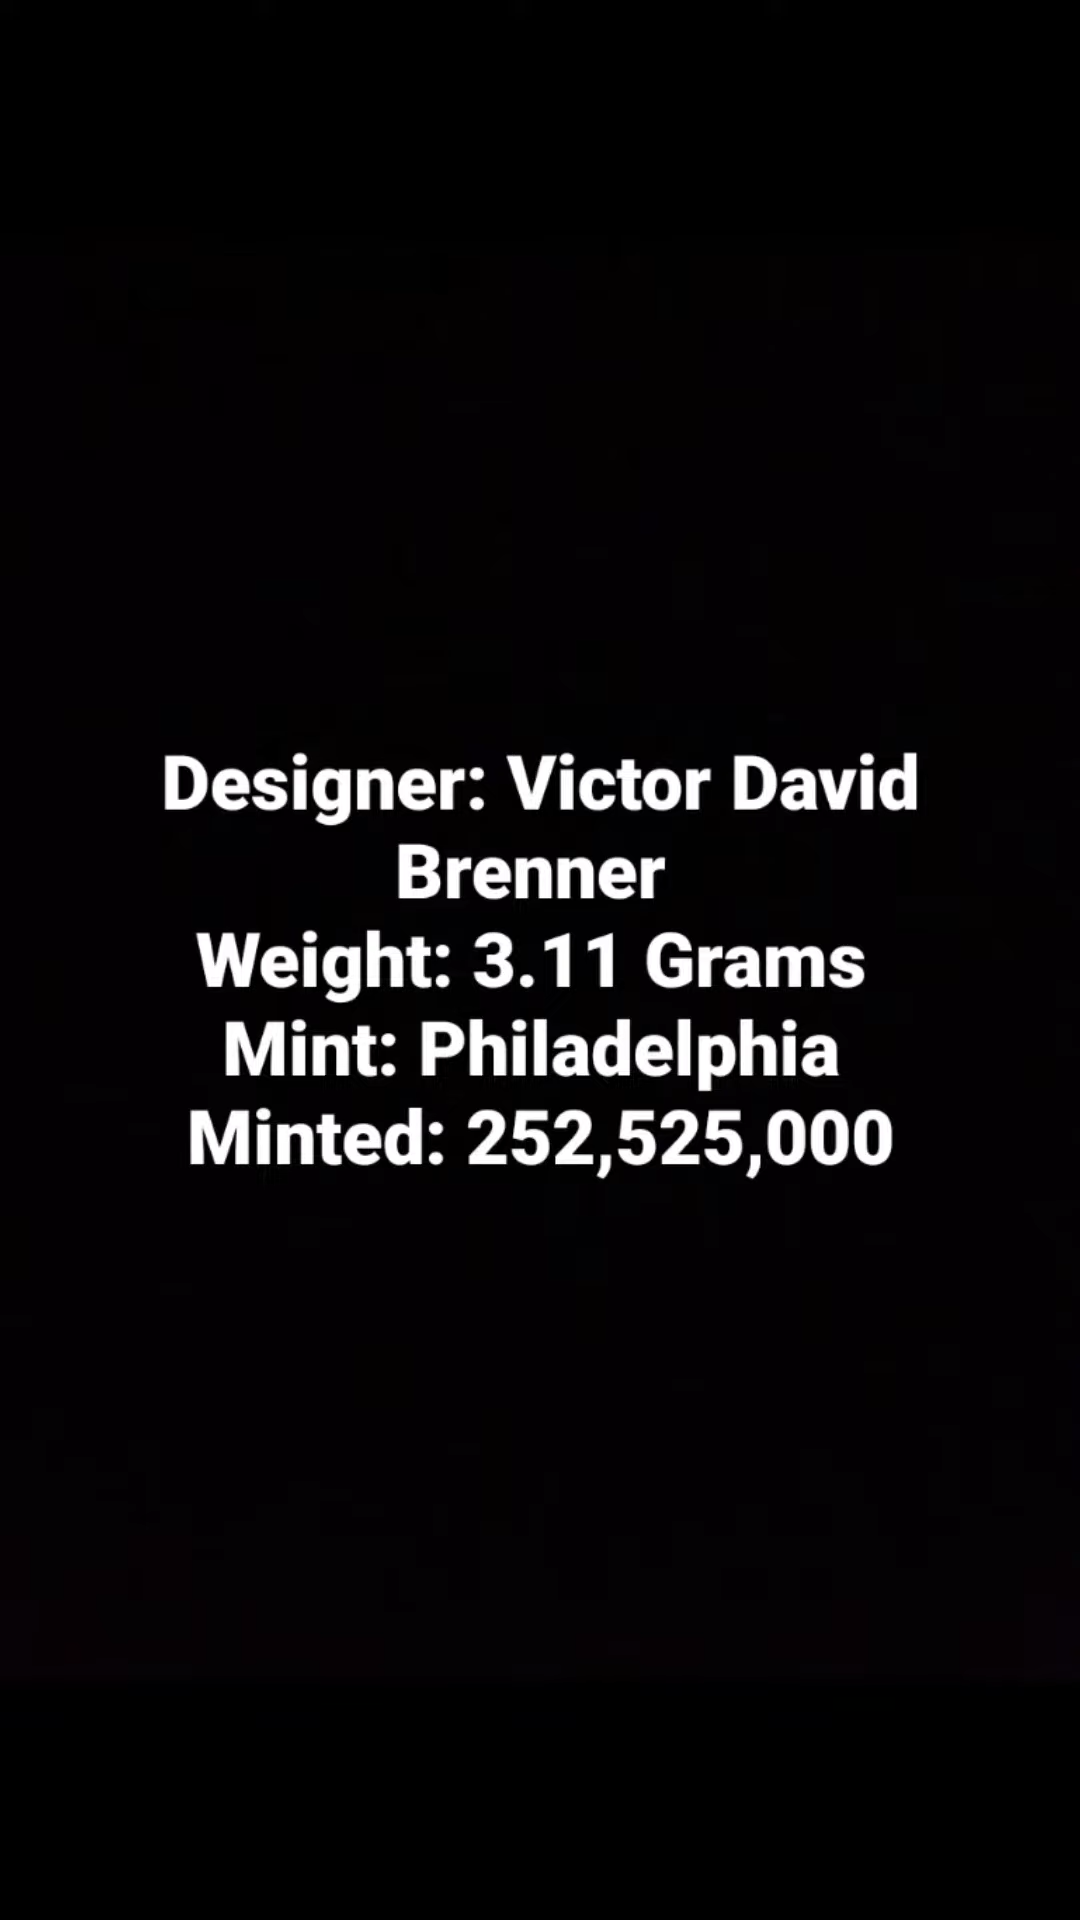 Designer: Victor David
Brenner
Weight: 3.11 Grams
Mint: Philadelphia
Minted: 252,525,000